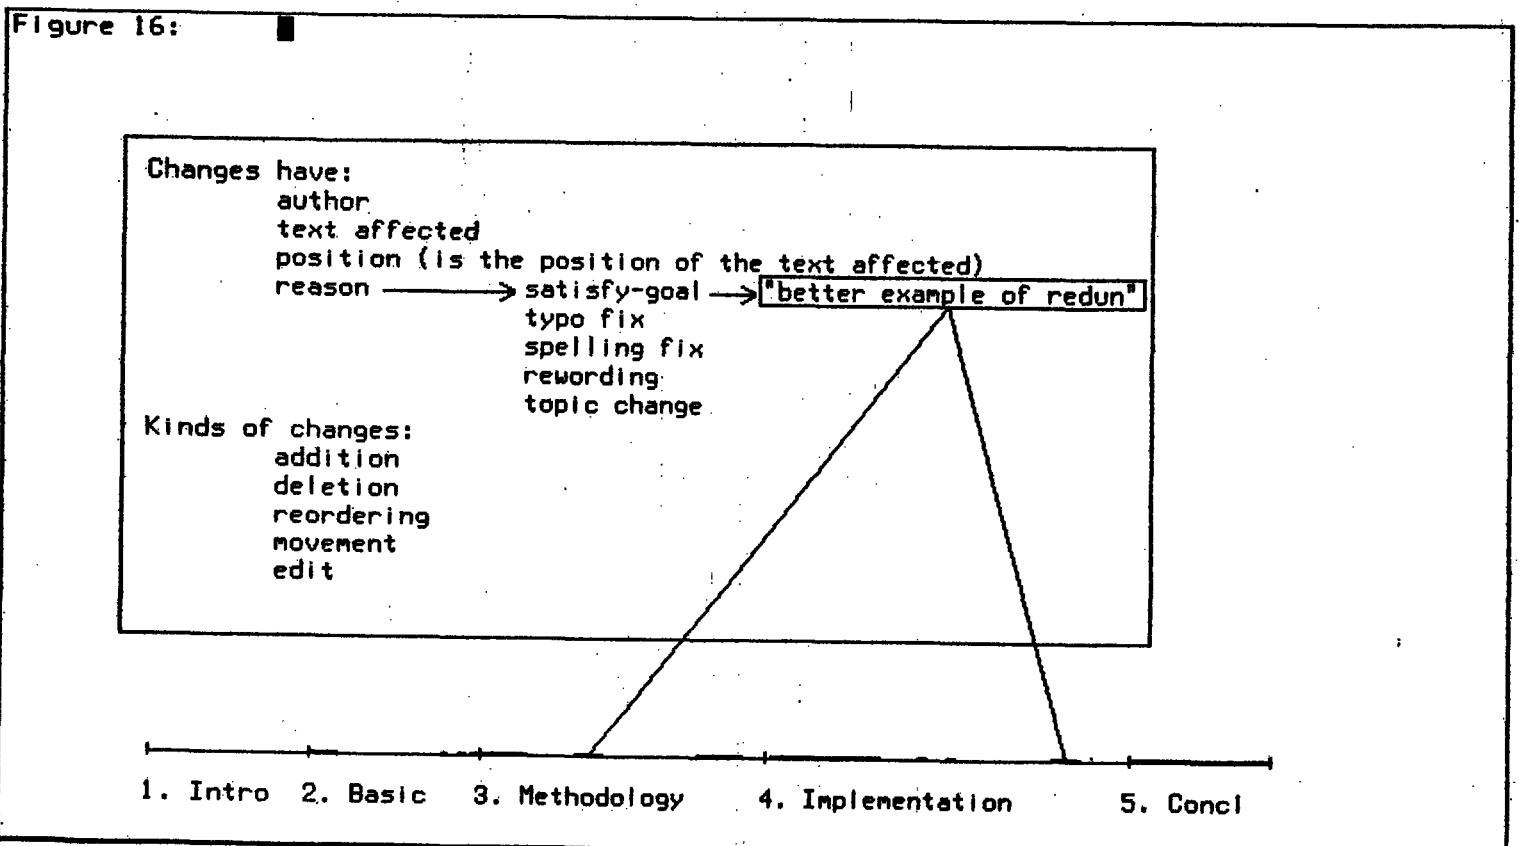 Figure 16:
Changes have:
author
text affected
position (is the position of the text affected)
reason satisfy-goal "better example of redun"
typo fix
spelling fix
rewording
topic change
Kinds of changes:
addition
deletion
reordering
movement
edit
1. Intro 2. Basic 3. Methodology 4. Implementation 5. Concl